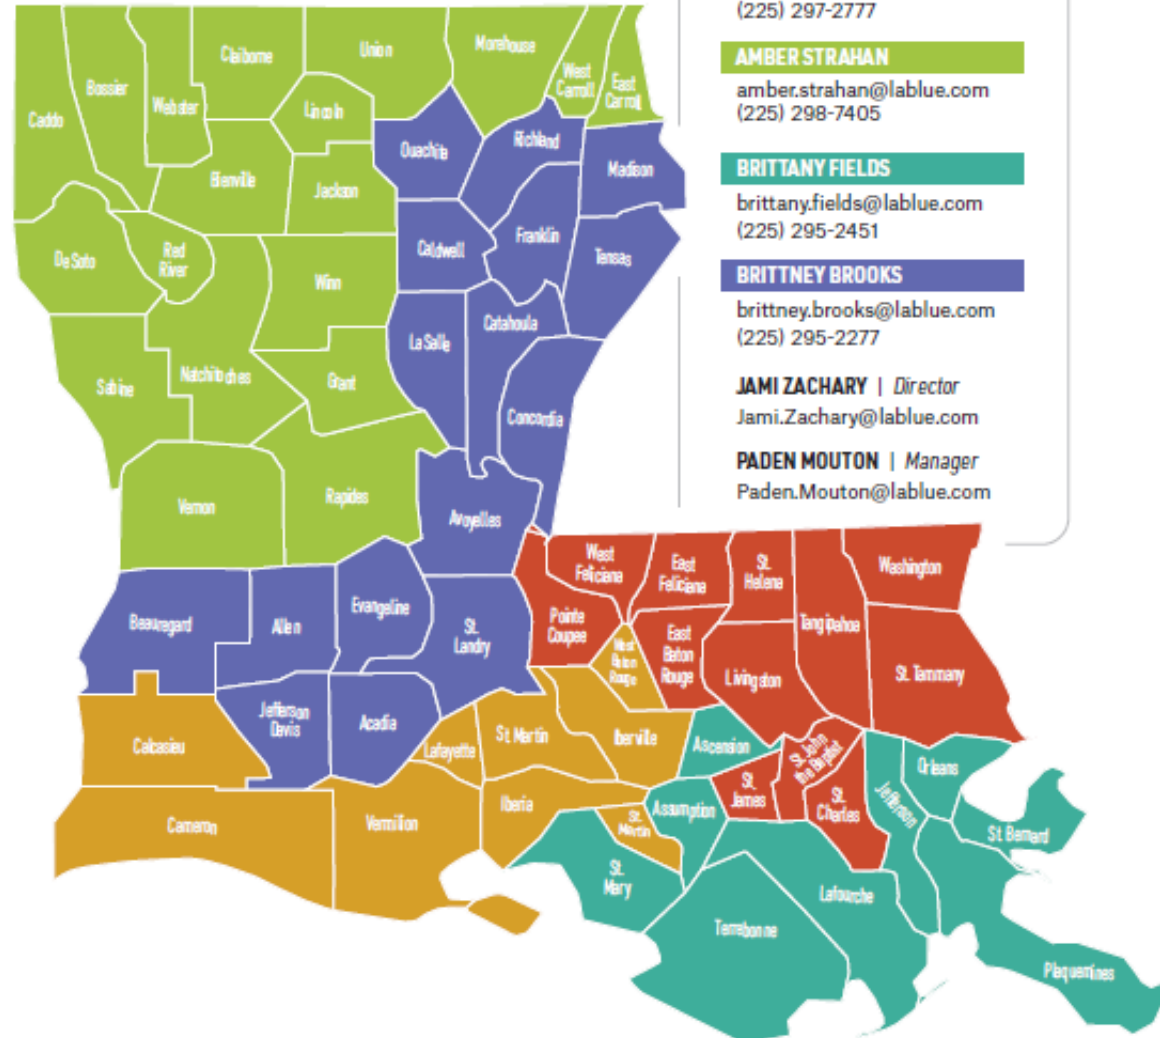 (225) 297-2777
AMBER STRAHAN
amber.strahan@lablue.com
(225) 298-7405
BRITTANY FIELDS
brittany.fields@lablue.com
(225) 295-2451
BRITTNEY BROOKS
brittney.brooks@lablue.com
(225) 295-2277
JAMI ZACHARY | Director
Jami.Zachary@lablue.com
PADEN MOUTON | Manager
Paden.Mouton@lablue.com
Caddo
Bossier
Webster
Claiborne
Union
Morehouse
West
Carroll
East
Carroll
Lincoln
Bienville
Jackson
Ouachita
Richland
Madison
De Soto
Red
River
Winn
Caldwell
Franklin
Tensas
Sabine
Natchitoches
Grant
La Salle
Catahoula
Concordia
Vernon
Rapides
Avoyelles
Beauregard
Allen
Evangeline
St.
Landry
Pointe
Coupee
West
Feliciana
East
Feliciana
St.
Helena
Tangipahoa
Washington
West
Baton
Rouge
East
Baton
Rouge
Livingston
St. Tammany
Calcasieu
Jefferson
Davis
Acadia
Lafayette
St. Martin
Iberville
Ascension
St. John
the Baptist
Orleans
Cameron
Vermilion
Iberia
St.
Martin
Assumption
St.
James
St.
Charles
Jefferson
St. Bernard
St.
Mary
Terrebonne
Lafourche
Plaquemines